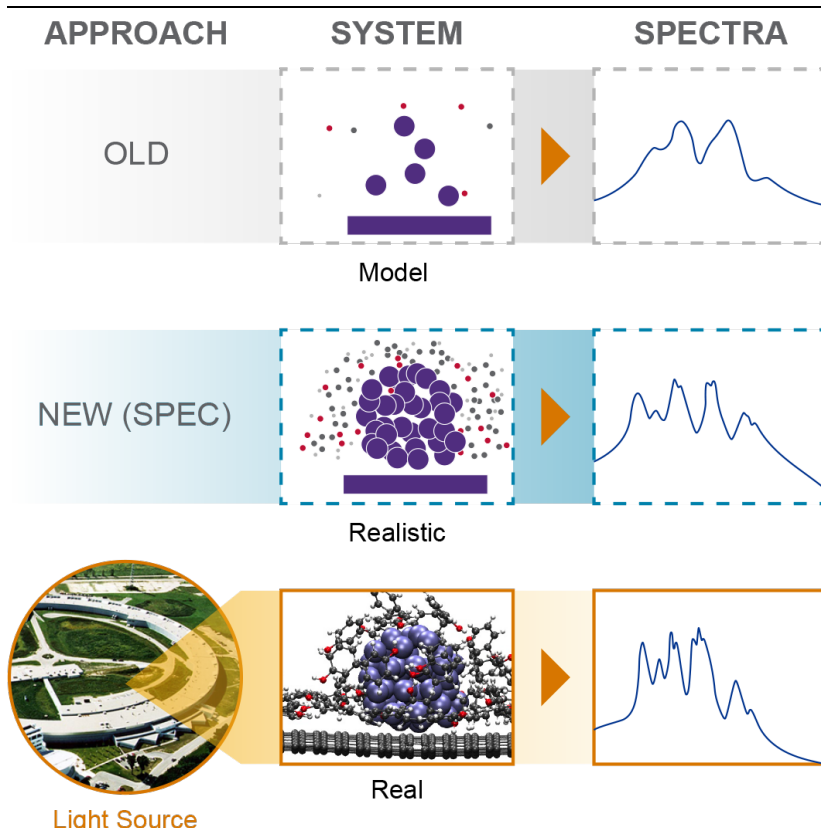 APPROACH SYSTEM SPECTRA
OLD
Model
NEW (SPEC)
Realistic
Real
Light Source